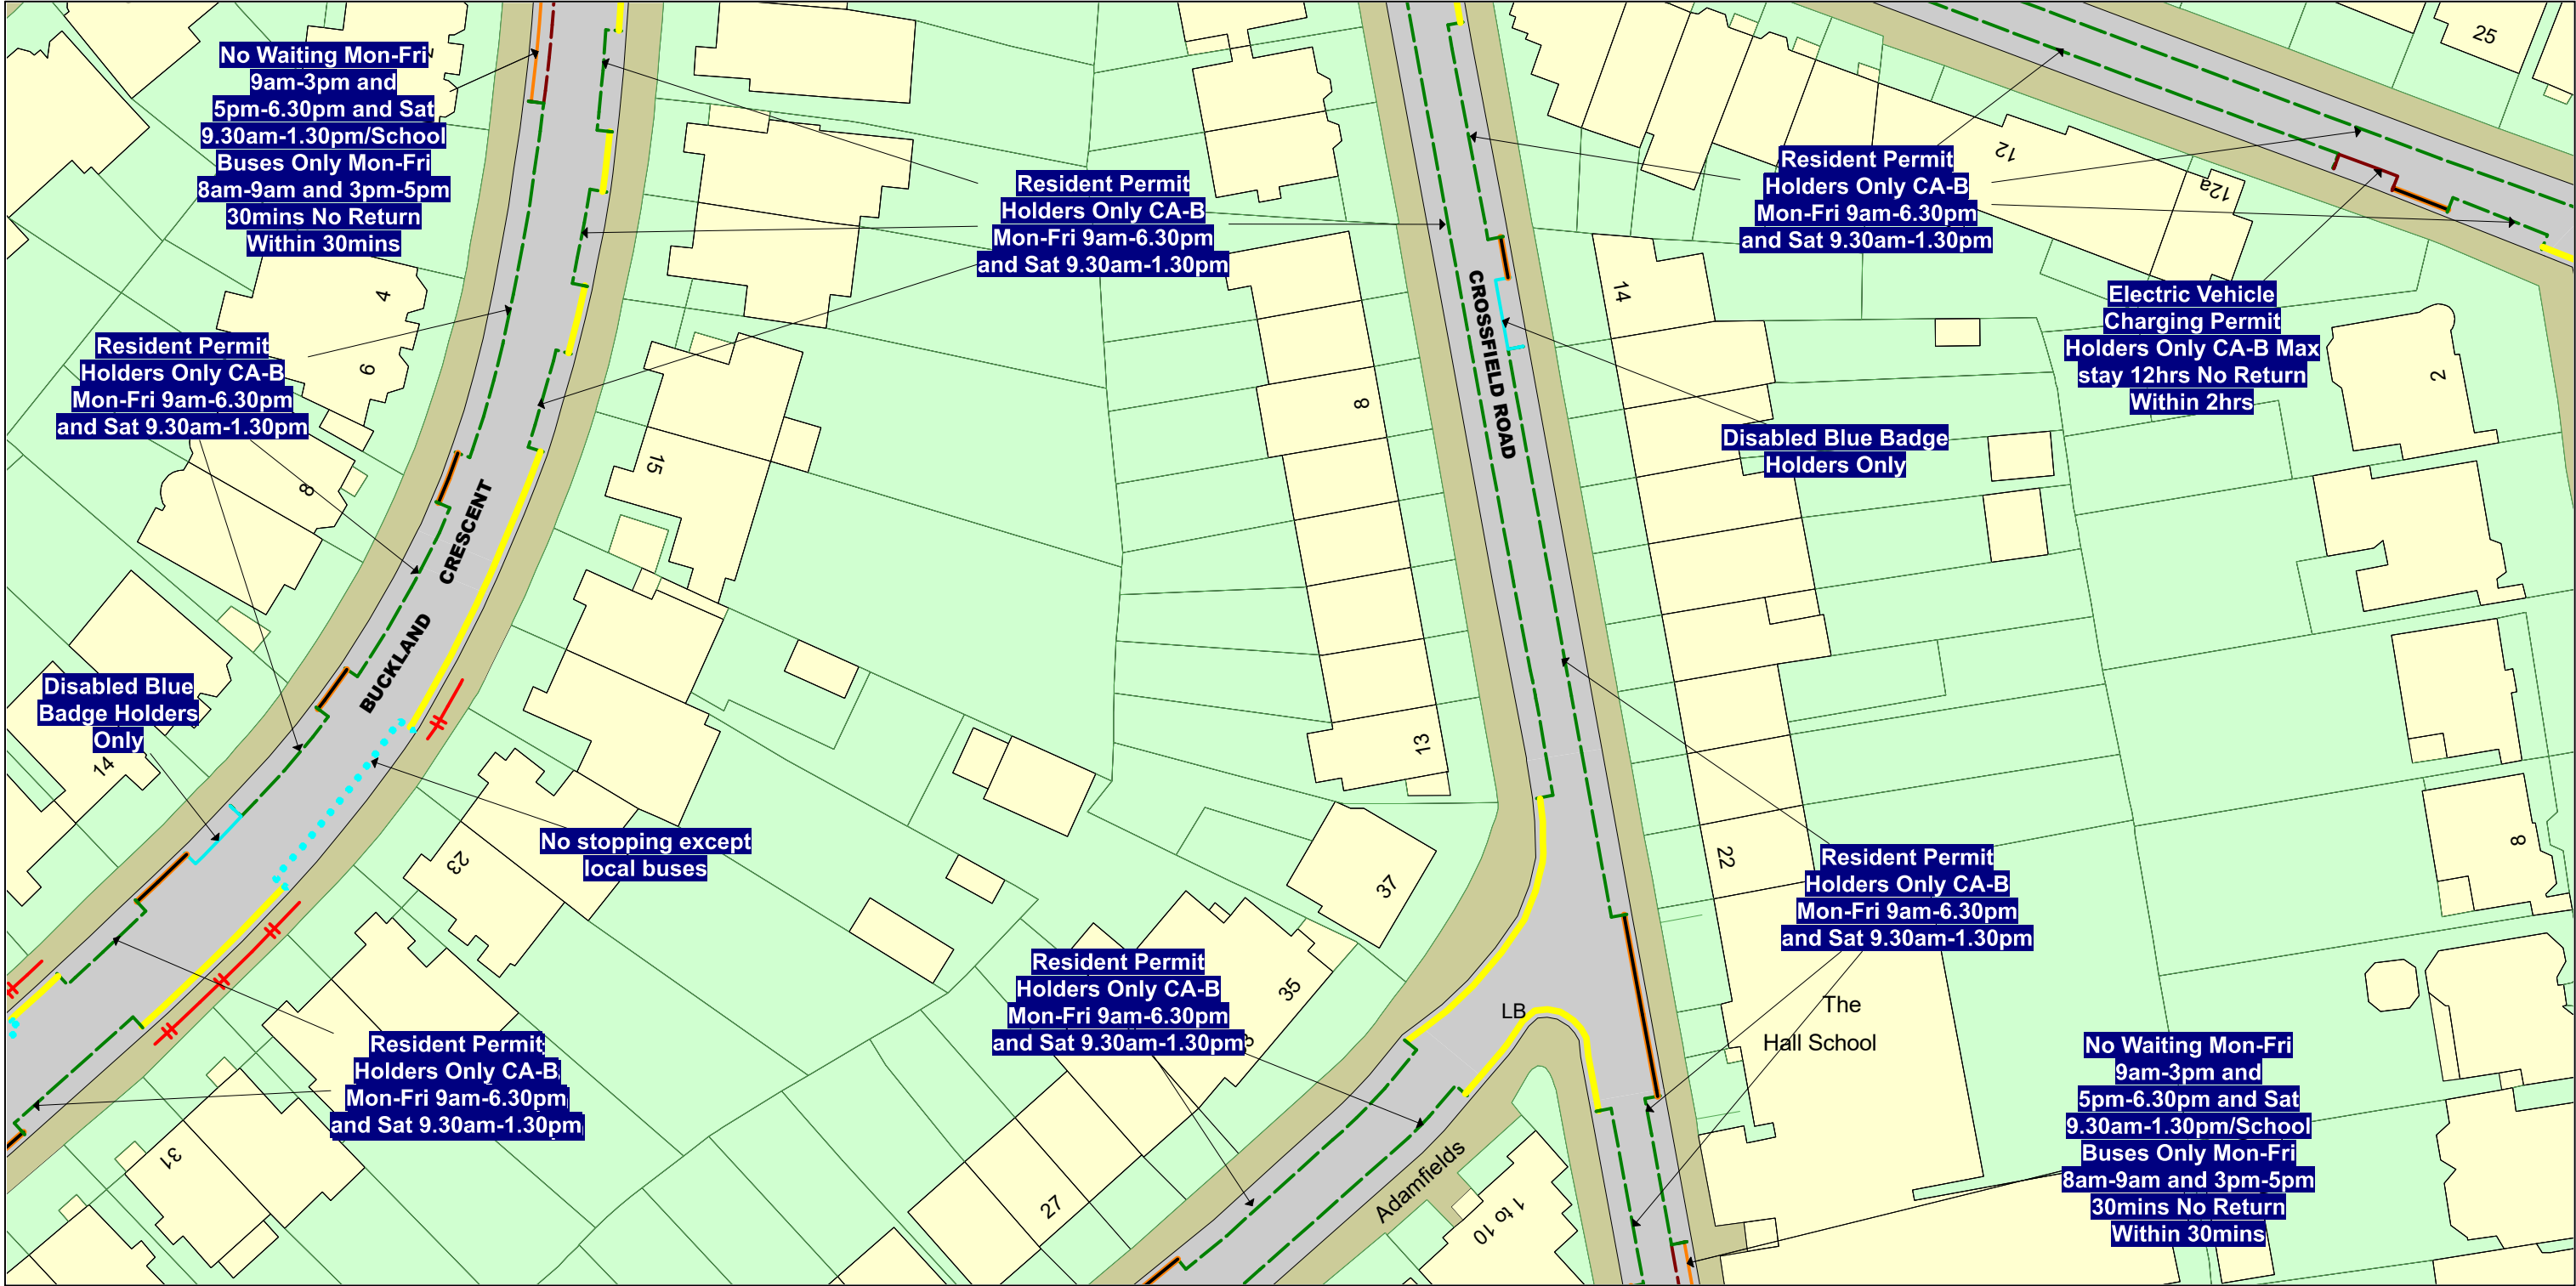 No Waiting Mon-Fri
9am-3pm and
5pm-6.30pm and Sat
9.30am-1.30pm/School
Buses Only Mon-Fri
8am-9am and 3pm-5pm
30mins No Return
Within 30mins
Resident Permit
Holders Only CA-B
Mon-Fri 9am-6.30pm
and Sat 9.30am-1.30pm
Resident Permit
Holders Only CA-B
Mon-Fri 9am-6.30pm
and Sat 9.30am-1.30pm
25
12
12a
Electric Vehicle
Charging Permit
Holders Only CA-B Max
stay 12hrs No Return
Within 2hrs
4
6
Resident Permit
Holders Only CA-B
Mon-Fri 9am-6.30pm
and Sat 9.30am-1.30pm
8
15
BUCKLAND CRESCENT
CROSSFIELD ROAD
14
8
2
Disabled Blue Badge
Holders Only
Disabled Blue
Badge Holders
Only
14
13
No stopping except
local buses
23
37
22
8
Resident Permit
Holders Only CA-B
Mon-Fri 9am-6.30pm
and Sat 9.30am-1.30pm
Resident Permit
Holders Only CA-B
Mon-Fri 9am-6.30pm
and Sat 9.30am-1.30pm
35
LB
The
Hall School
Resident Permit
Holders Only CA-B
Mon-Fri 9am-6.30pm
and Sat 9.30am-1.30pm
31
27
Adamfields
1 to 10
No Waiting Mon-Fri
9am-3pm and
5pm-6.30pm and Sat
9.30am-1.30pm/School
Buses Only Mon-Fri
8am-9am and 3pm-5pm
30mins No Return
Within 30mins